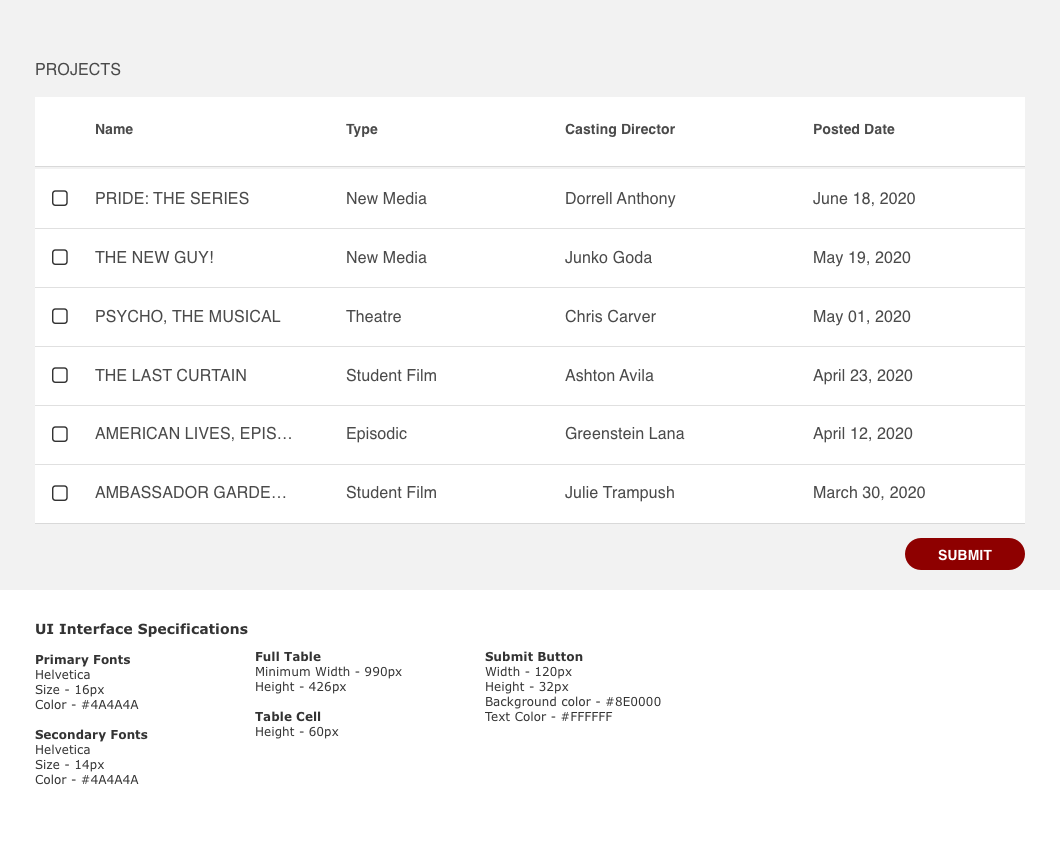 PROJECTS
Name Type Casting Director Posted Date
PRIDE: THE SERIES New Media Dorrell Anthony June 18, 2020
THE NEW GUY! New Media Junko Goda May 19, 2020
PSYCHO, THE MUSICAL Theatre Chris Carver May 01, 2020
THE LAST CURTAIN Student Film Ashton Avila April 23, 2020
AMERICAN LIVES, EPIS... Episodic Greenstein Lana April 12, 2020
AMBASSADOR GARDE... Student Film Julie Trampush March 30, 2020
SUBMIT
UI Interface Specifications
Primary Fonts
Helvetica
Size - 16px
Color - #4A4A4A
Secondary Fonts
Helvetica
Size - 14px
Color - #4A4A4A
Full Table
Minimum Width - 990px
Height - 426px
Table Cell
Height - 60px
Submit Button
Width - 120px
Height - 32px
Background color - #8E0000
Text Color - #FFFFFF